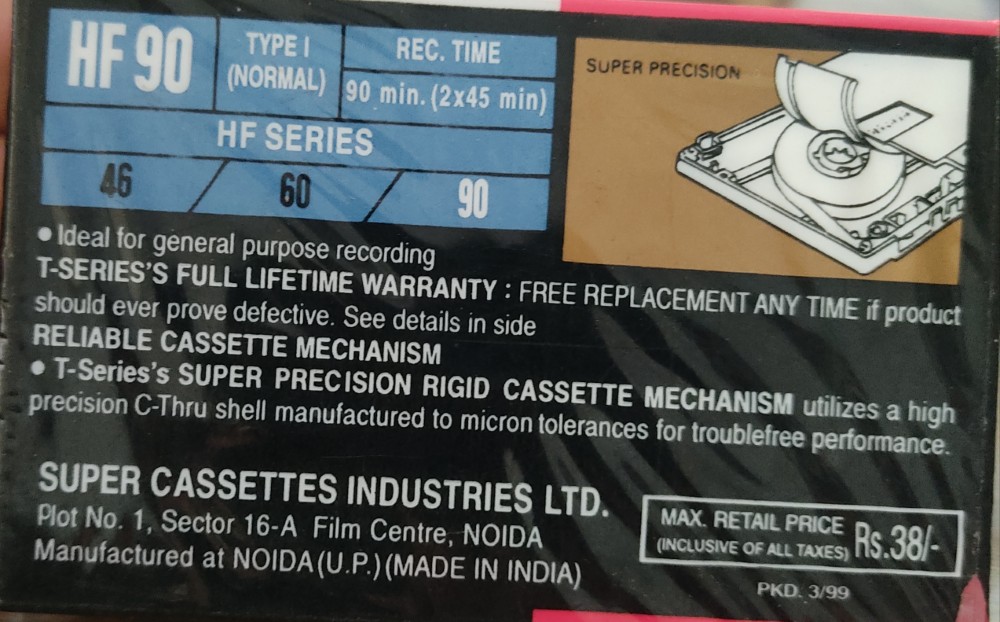 HF 90
TYPE I
(NORMAL)
REC. TIME
90 min. (2x45 min)
HF SERIES
46 / 60 / 90
SUPER PRECISION
● Ideal for general purpose recording
T-SERIES'S FULL LIFETIME WARRANTY : FREE REPLACEMENT ANY TIME if product
should ever prove defective. See details in side
RELIABLE CASSETTE MECHANISM
● T-Series's SUPER PRECISION RIGID CASSETTE MECHANISM utilizes a high
precision C-Thru shell manufactured to micron tolerances for troublefree performance.
SUPER CASSETTES INDUSTRIES LTD.
Plot No. 1, Sector 16-A Film Centre, NOIDA
Manufactured at NOIDA (U.P.) (MADE IN INDIA)
MAX. RETAIL PRICE
(INCLUSIVE OF ALL TAXES)
Rs.38/-
PKD. 3/99